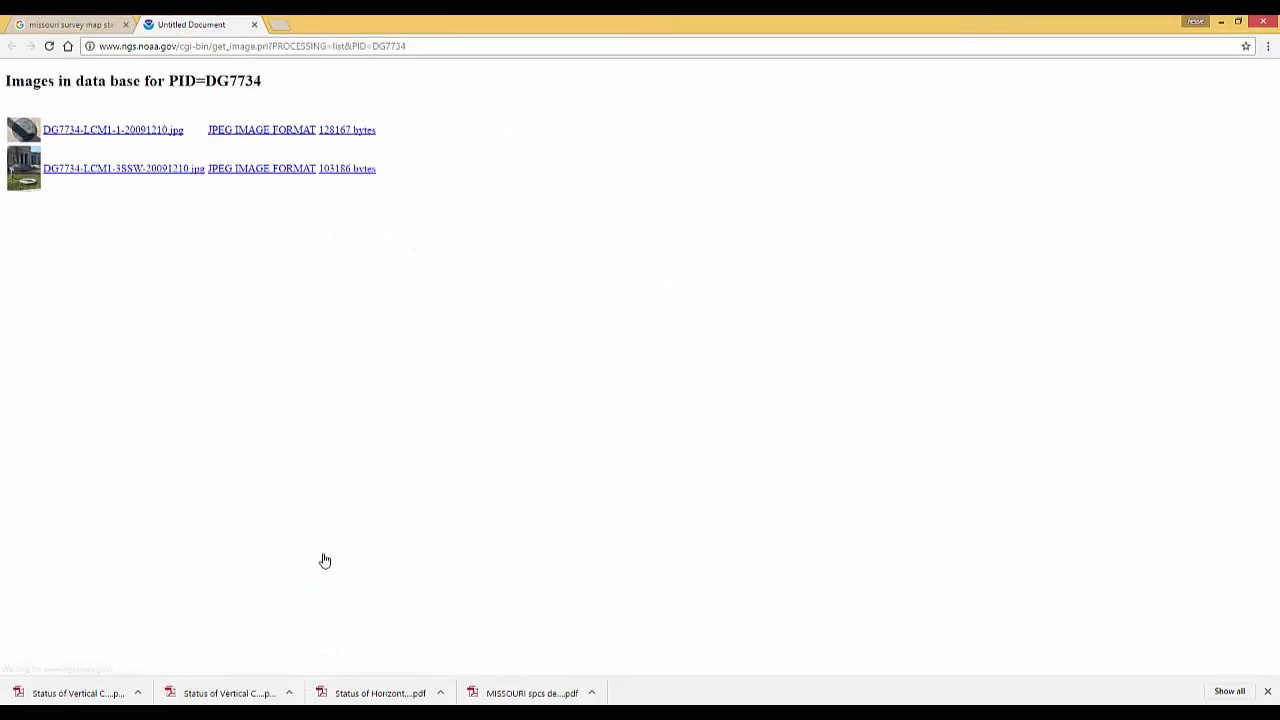 missouri survey map sta
Untitled Document
Jesse
www.ngs.noaa.gov/cgi-bin/get_image.prl?PROCESSING=list&PID=DG7734
Images in data base for PID=DG7734
DG7734-LCM1-1-20091210.jpg JPEG IMAGE FORMAT 128167 bytes
DG7734-LCM1-3SSW-20091210.jpg JPEG IMAGE FORMAT 103186 bytes
Status of Vertical C....p...
Status of Vertical C....p...
Status of Horizont....pdf
MISSOURI spcs de....pdf
Show all